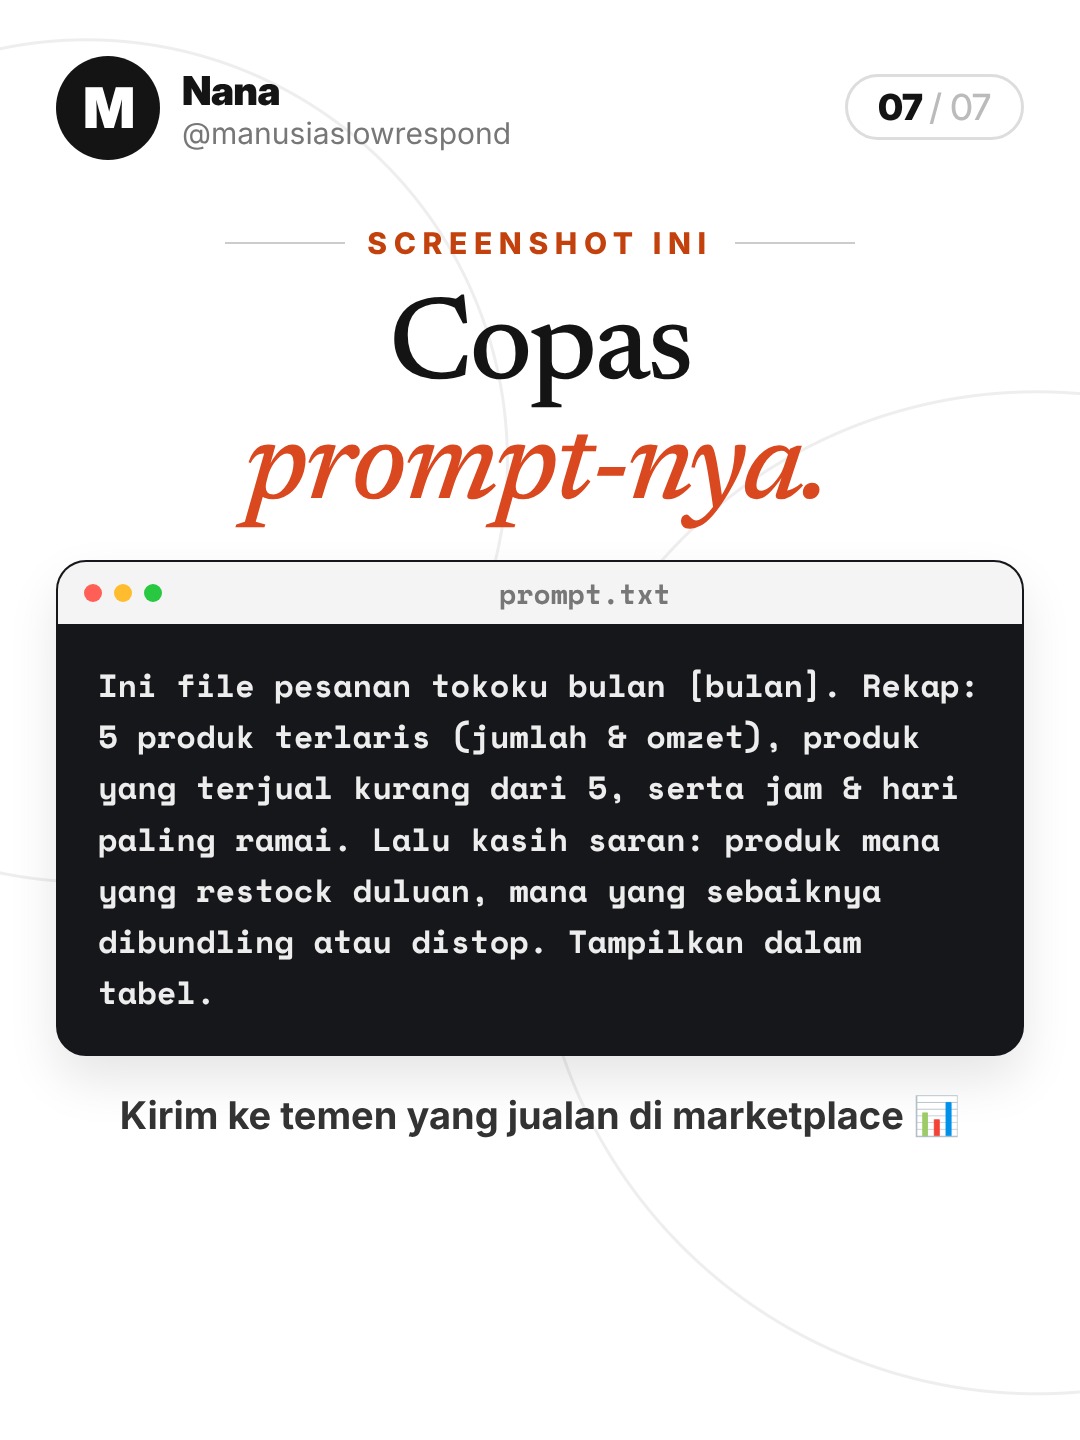 M
Nana
@manusiaslowrespond
07 / 07
SCREENSHOT INI
Copas
prompt-nya.
prompt.txt
Ini file pesanan tokoku bulan [bulan]. Rekap:
5 produk terlaris (jumlah & omzet), produk
yang terjual kurang dari 5, serta jam & hari
paling ramai. Lalu kasih saran: produk mana
yang restock duluan, mana yang sebaiknya
dibundling atau distop. Tampilkan dalam
tabel.
Kirim ke temen yang jualan di marketplace 📊